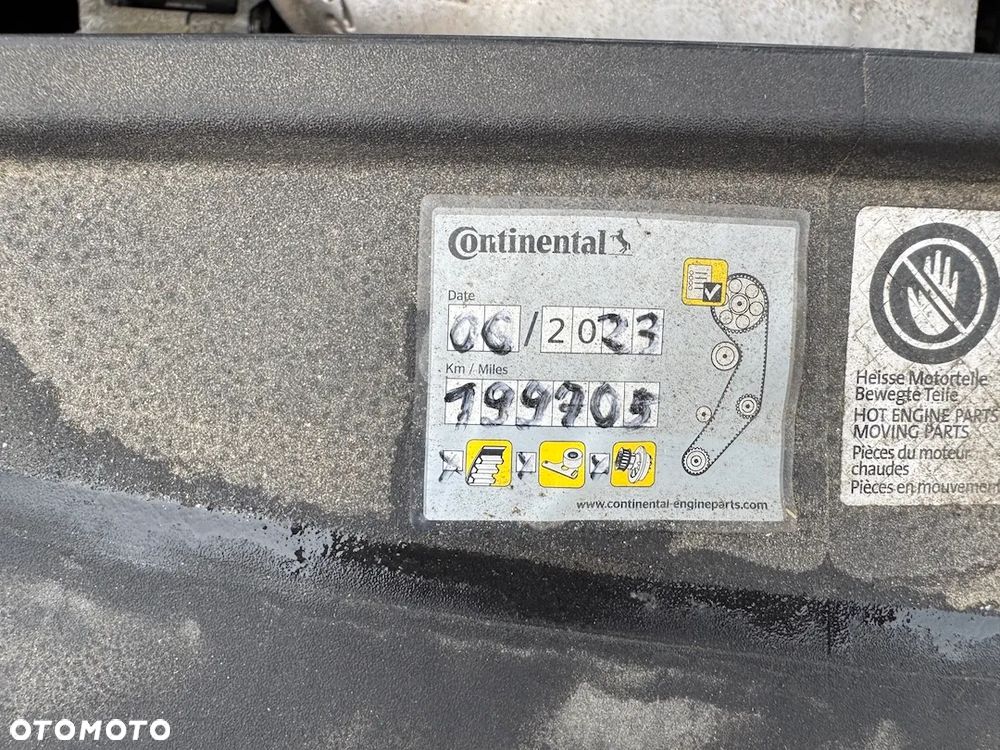 Continental
Date
06/2023
Km / Miles
199705
www.continental-engineparts.com
Heisse Motorteile
Bewegte Teile
HOT ENGINE PARTS
MOVING PARTS
Pièces du moteur
chaudes
Pièces en mouvement
OTOMOTO